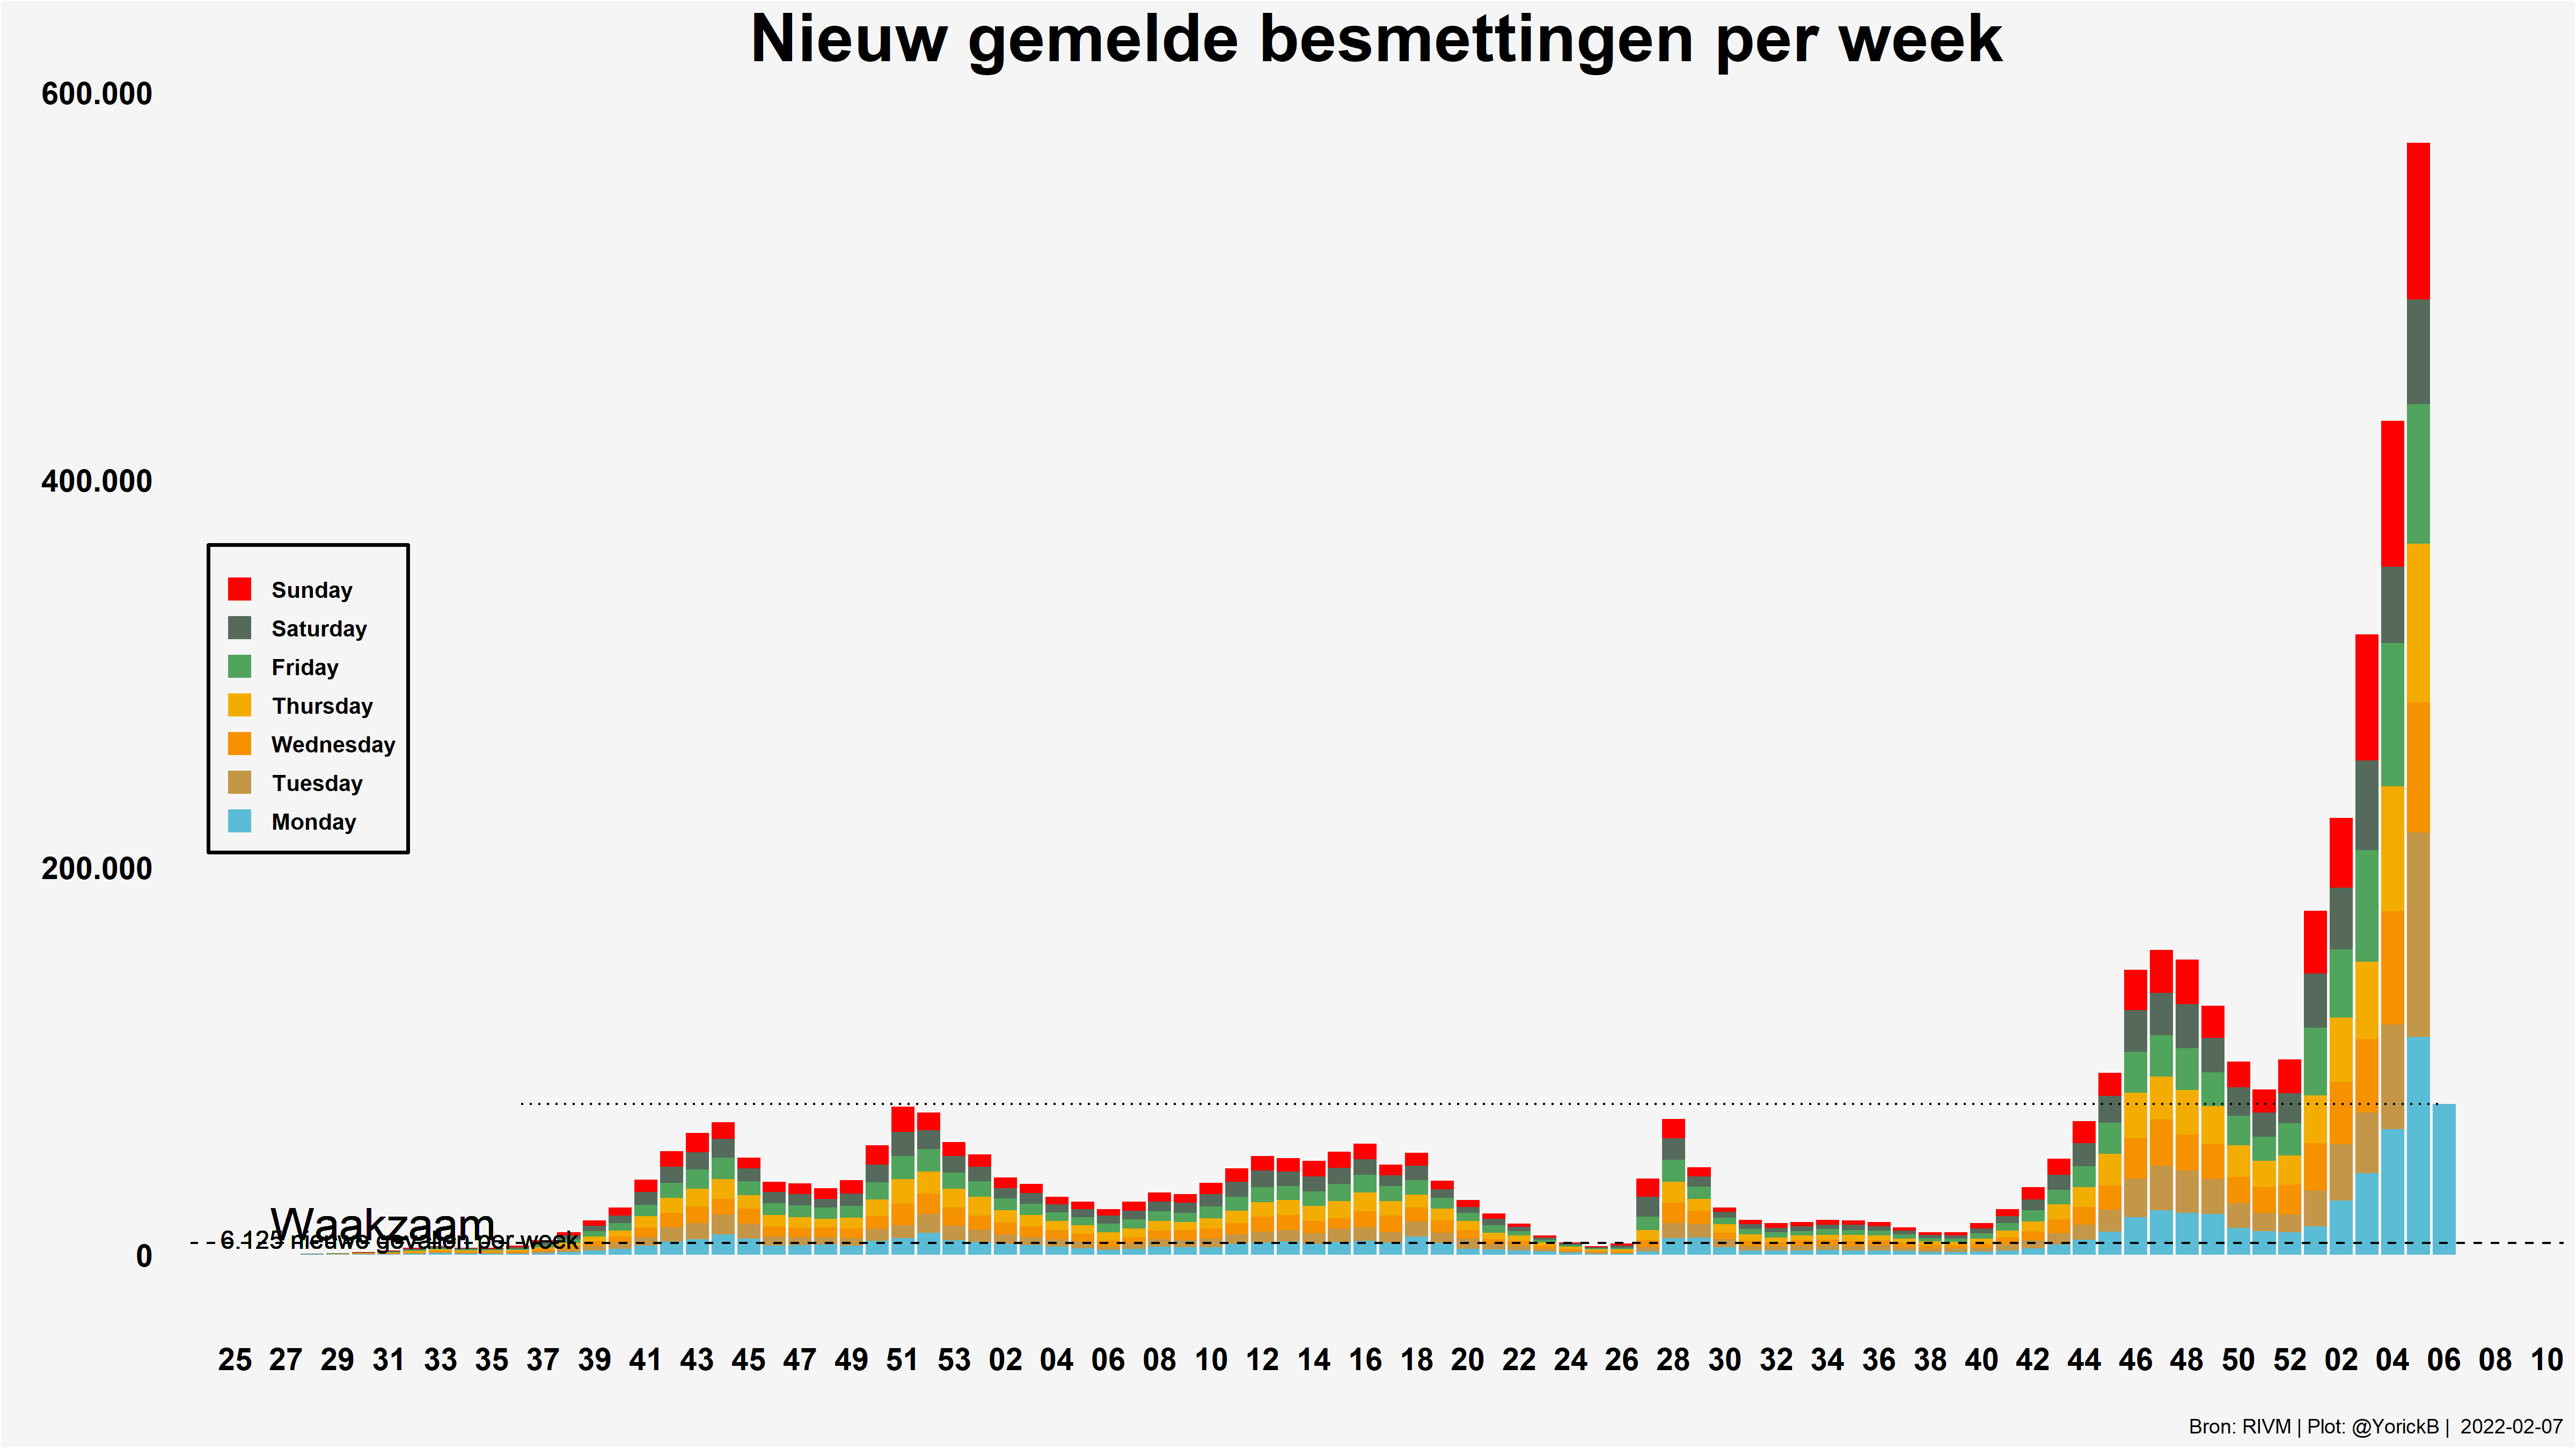 Nieuw gemelde besmettingen per week
600.000
400.000
200.000
0
Sunday
Saturday
Friday
Thursday
Wednesday
Tuesday
Monday
Waakzaam
6.125 nieuwe gevallen per week
25 27 29 31 33 35 37 39 41 43 45 47 49 51 53 02 04 06 08 10 12 14 16 18 20 22 24 26 28 30 32 34 36 38 40 42 44 46 48 50 52 02 04 06 08 10
Bron: RIVM | Plot: @YorickB | 2022-02-07